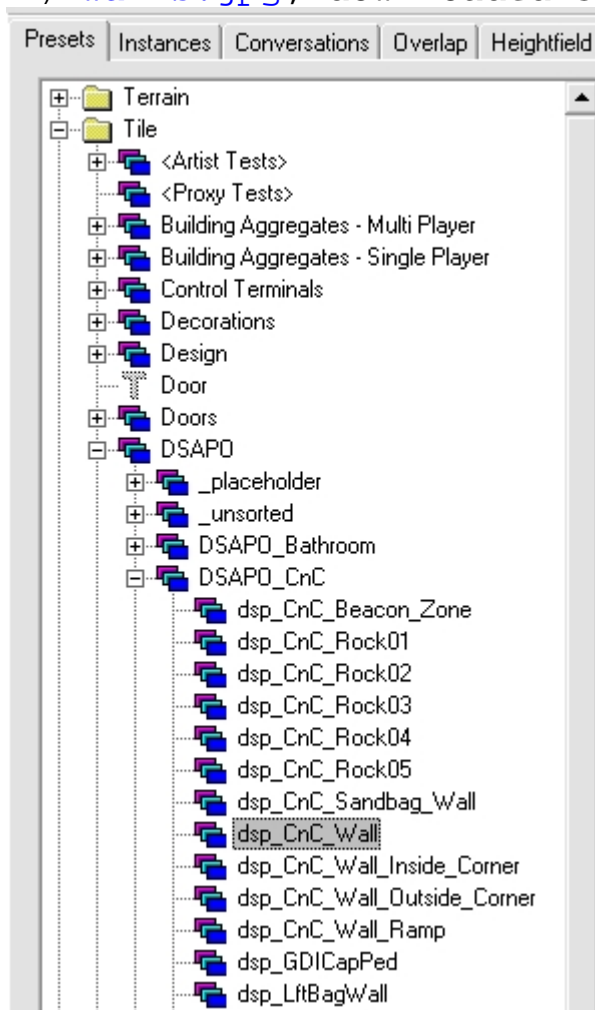 Presets Instances Conversations Overlap Heightfield
Terrain
Tile
<Artist Tests>
<Proxy Tests>
Building Aggregates - Multi Player
Building Aggregates - Single Player
Control Terminals
Decorations
Design
Door
Doors
DSAPO
_placeholder
_unsorted
DSAPO_Bathroom
DSAPO_CnC
dsp_CnC_Beacon_Zone
dsp_CnC_Rock01
dsp_CnC_Rock02
dsp_CnC_Rock03
dsp_CnC_Rock04
dsp_CnC_Rock05
dsp_CnC_Sandbag_Wall
dsp_CnC_Wall
dsp_CnC_Wall_Inside_Corner
dsp_CnC_Wall_Outside_Corner
dsp_CnC_Wall_Ramp
dsp_GDICapPed
dsp_LftBagWall